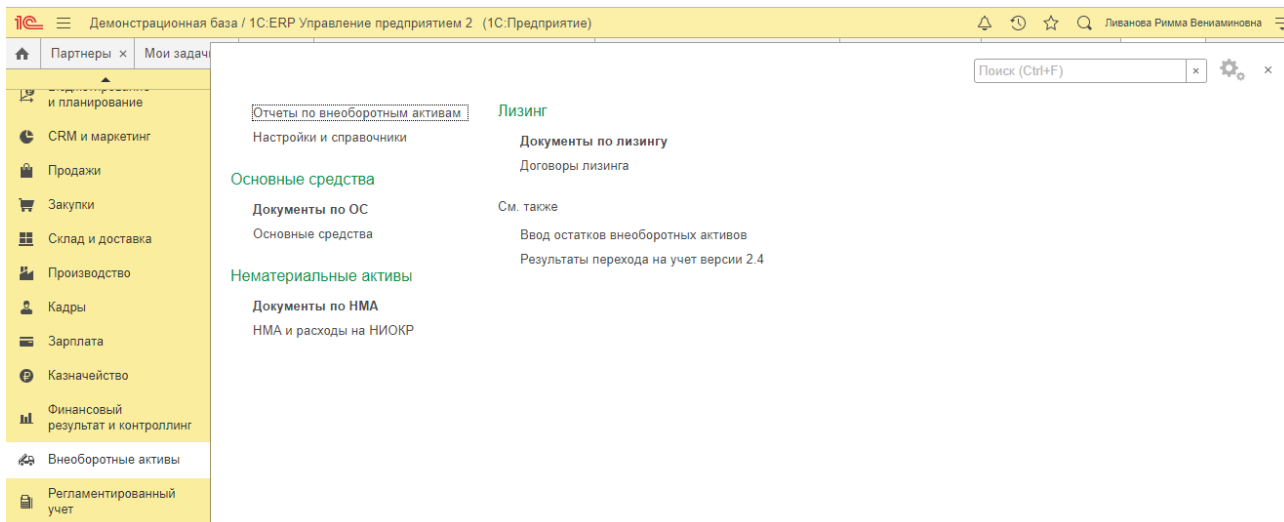 1С Демонстрационная база / 1С:ERP Управление предприятием 2 (1С:Предприятие) Ливанова Римма Вениаминовна
Партнеры × Мои задачи
Поиск (Ctrl+F) × ×
и планирование
CRM и маркетинг
Продажи
Закупки
Склад и доставка
Производство
Кадры
Зарплата
Казначейство
Финансовый
результат и контроллинг
Внеоборотные активы
Регламентированный
учет
Отчеты по внеоборотным активам
Настройки и справочники
Основные средства
Документы по ОС
Основные средства
Нематериальные активы
Документы по НМА
НМА и расходы на НИОКР
Лизинг
Документы по лизингу
Договоры лизинга
См. также
Ввод остатков внеоборотных активов
Результаты перехода на учет версии 2.4